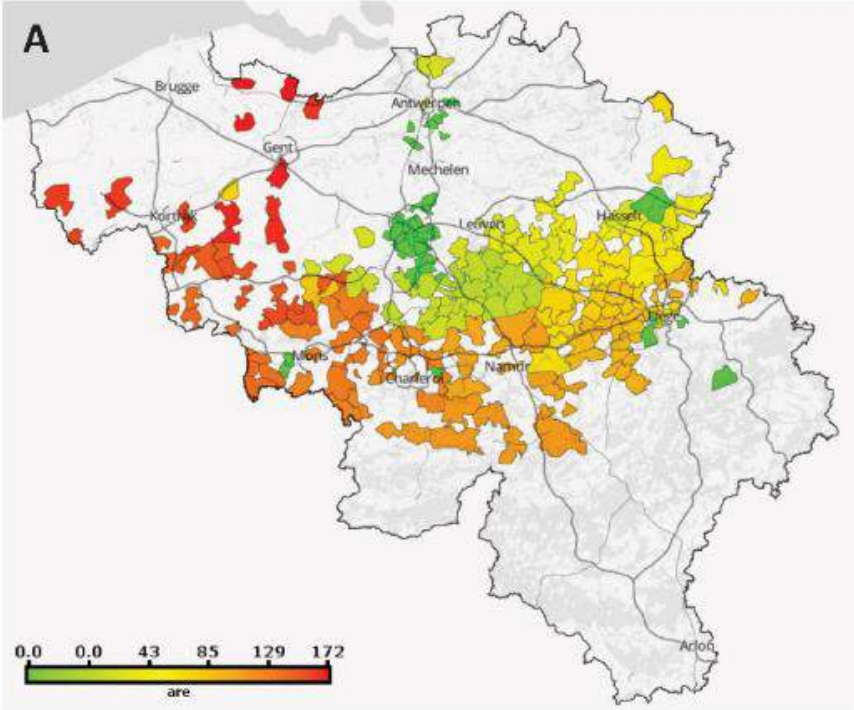 A
Brugge
Antwerpen
Gent
Mechelen
Kortrijk
Leuven
Hasselt
Mons
Charleroi
Namur
Arlon
0.0 0.0 43 85 129 172
are